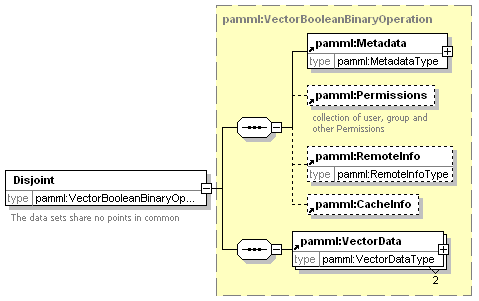 pamml:VectorBooleanBinaryOperation
pamml:Metadata
type pamml:MetadataType
pamml:Permissions
collection of user, group and
other Permissions
pamml:RemoteInfo
type pamml:RemoteInfoType
Disjoint
type pamml:VectorBooleanBinaryOp...
The data sets share no points in common
pamml:CacheInfo
pamml:VectorData
type pamml:VectorDataType
2